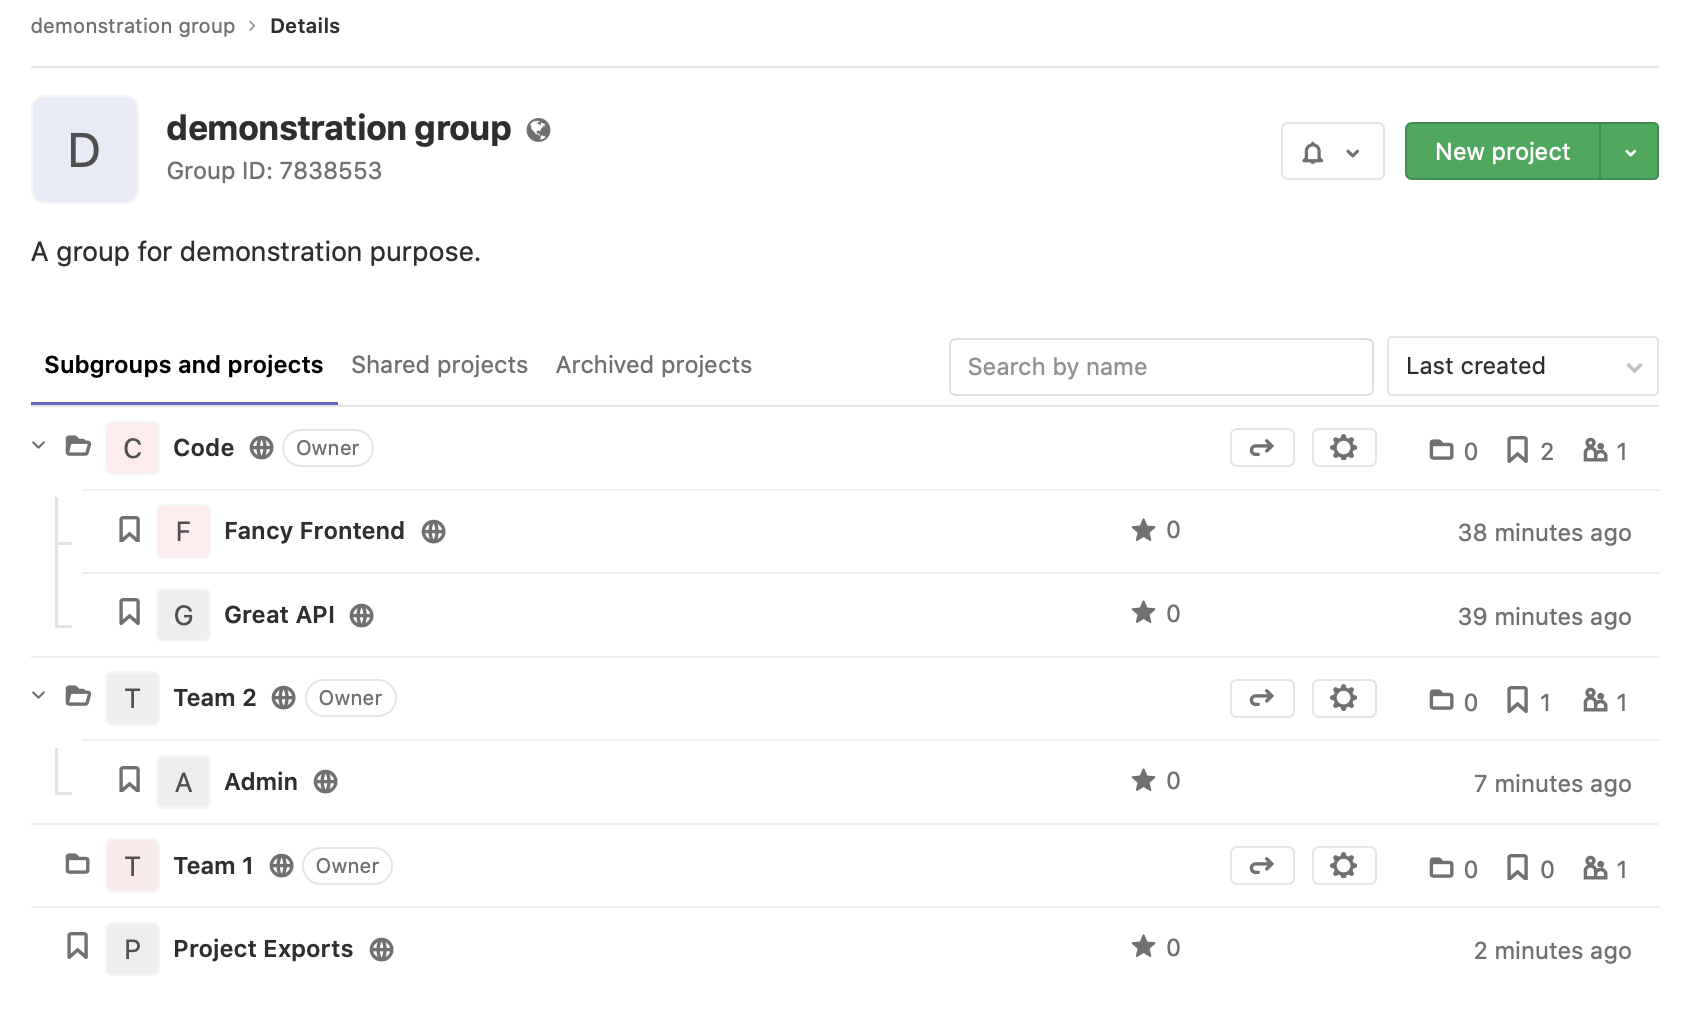 demonstration group > Details
D
demonstration group
Group ID: 7838553
New project
A group for demonstration purpose.
Subgroups and projects Shared projects Archived projects Search by name Last created
C Code Owner 0 2 1
F Fancy Frontend 0 38 minutes ago
G Great API 0 39 minutes ago
T Team 2 Owner 0 1 1
A Admin 0 7 minutes ago
T Team 1 Owner 0 0 1
P Project Exports 0 2 minutes ago